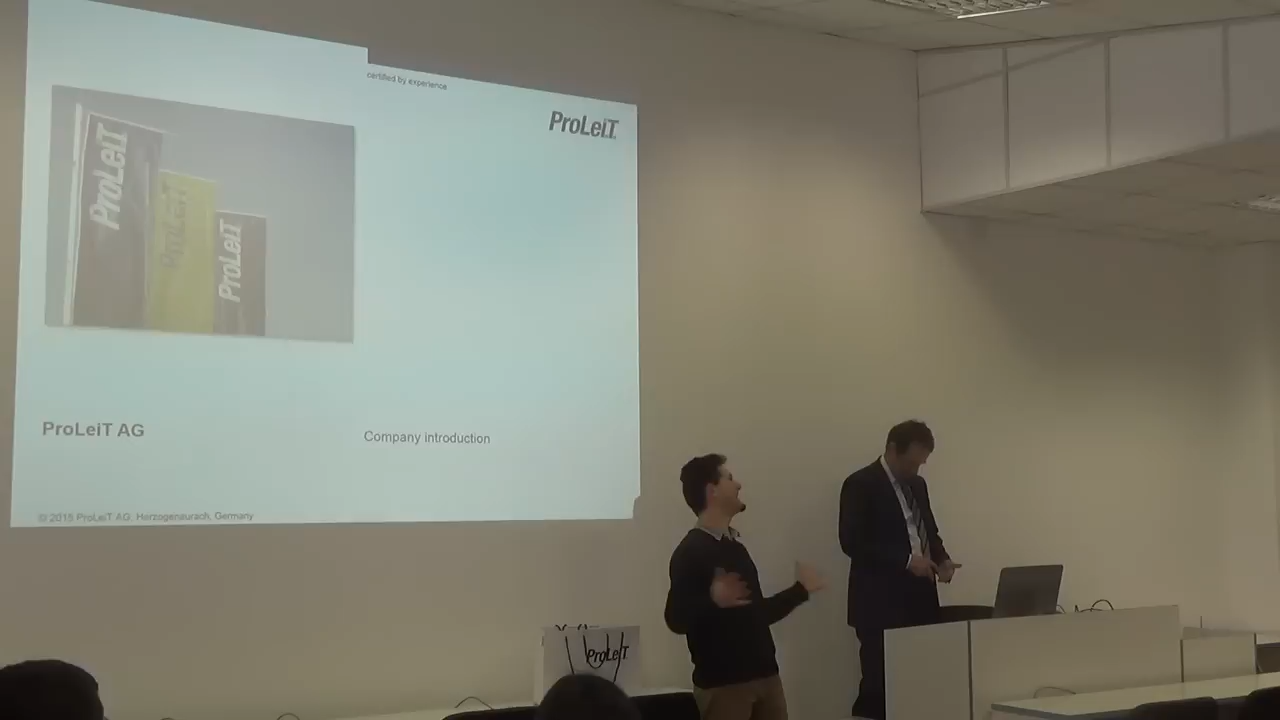 certified by experience
ProLeiT
ProLeiT
ProLeiT
ProLeiT
ProLeiT AG
Company introduction
© 2015 ProLeiT AG, Herzogenaurach, Germany
ProLeiT